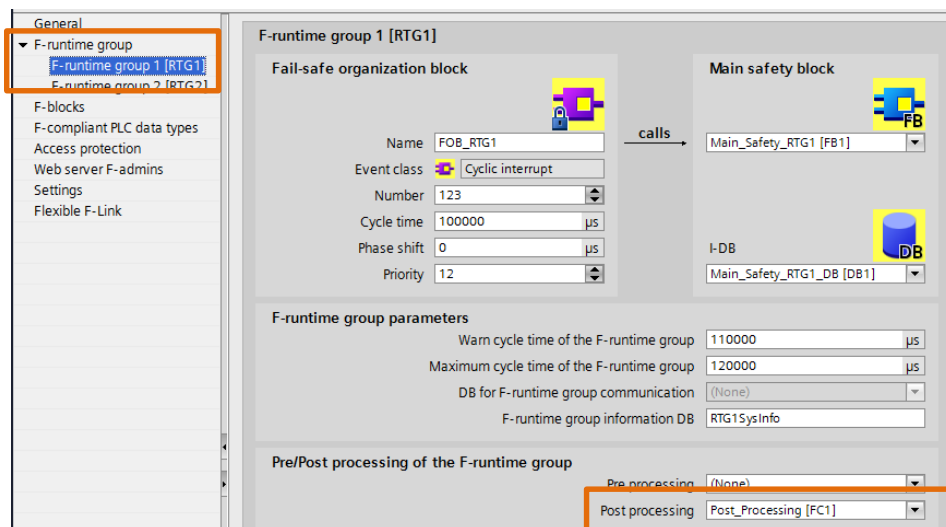 General
F-runtime group
F-runtime group 1 [RTG1]
F-runtime group 2 [RTG2]
F-blocks
F-compliant PLC data types
Access protection
Web server F-admins
Settings
Flexible F-Link
F-runtime group 1 [RTG1]
Fail-safe organization block
Main safety block
FB
calls
Name FOB_RTG1
Main_Safety_RTG1 [FB1]
Event class Cyclic interrupt
Number 123
Cycle time 100000 µs
Phase shift 0 µs
I-DB
DB
Priority 12
Main_Safety_RTG1_DB [DB1]
F-runtime group parameters
Warn cycle time of the F-runtime group 110000 µs
Maximum cycle time of the F-runtime group 120000 µs
DB for F-runtime group communication (None)
F-runtime group information DB RTG1SysInfo
Pre/Post processing of the F-runtime group
Pre processing (None)
Post processing Post_Processing [FC1]